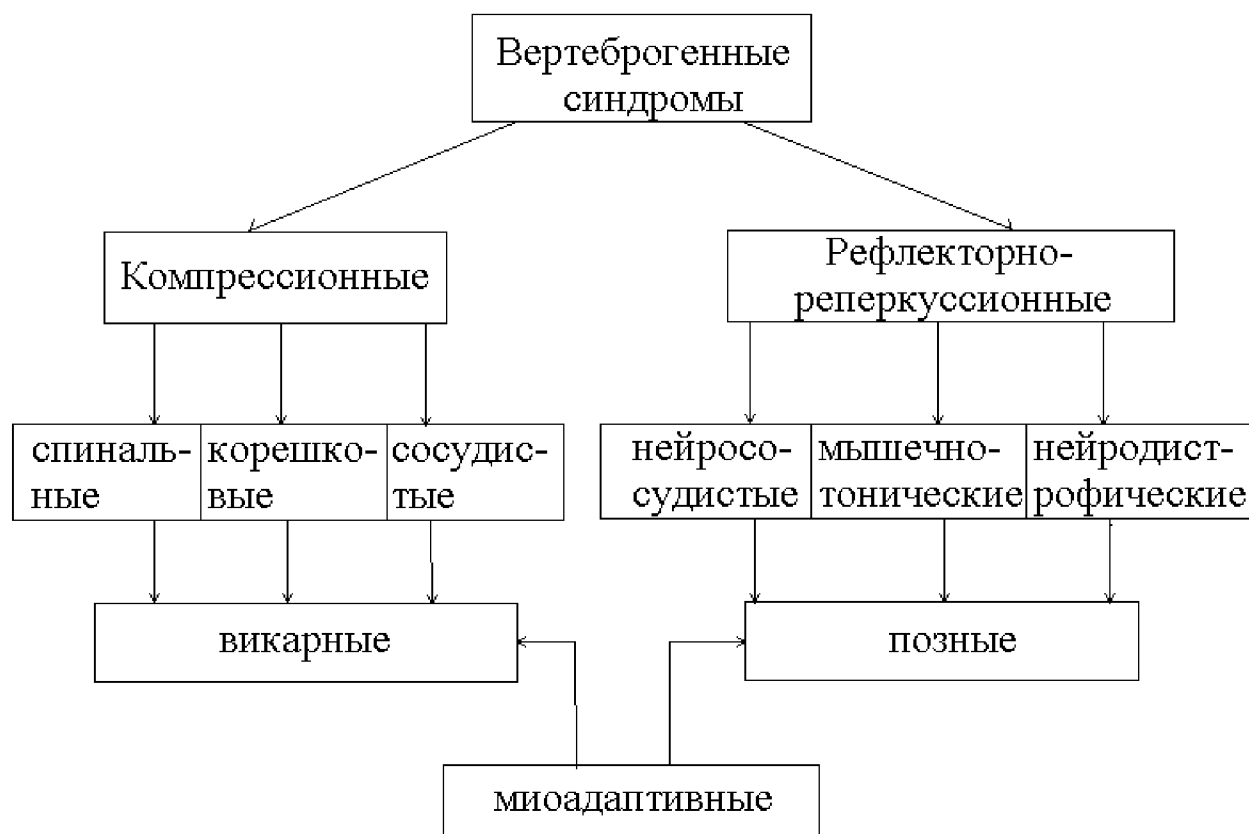 Вертеброгенные
синдромы
Компрессионные
Рефлекторно-
реперкуссионные
спиналь-
ные
корешко-
вые
сосудис-
тые
нейросо-
судистые
мышечно-
тонические
нейродист-
рофические
викарные
позные
миоадаптивные